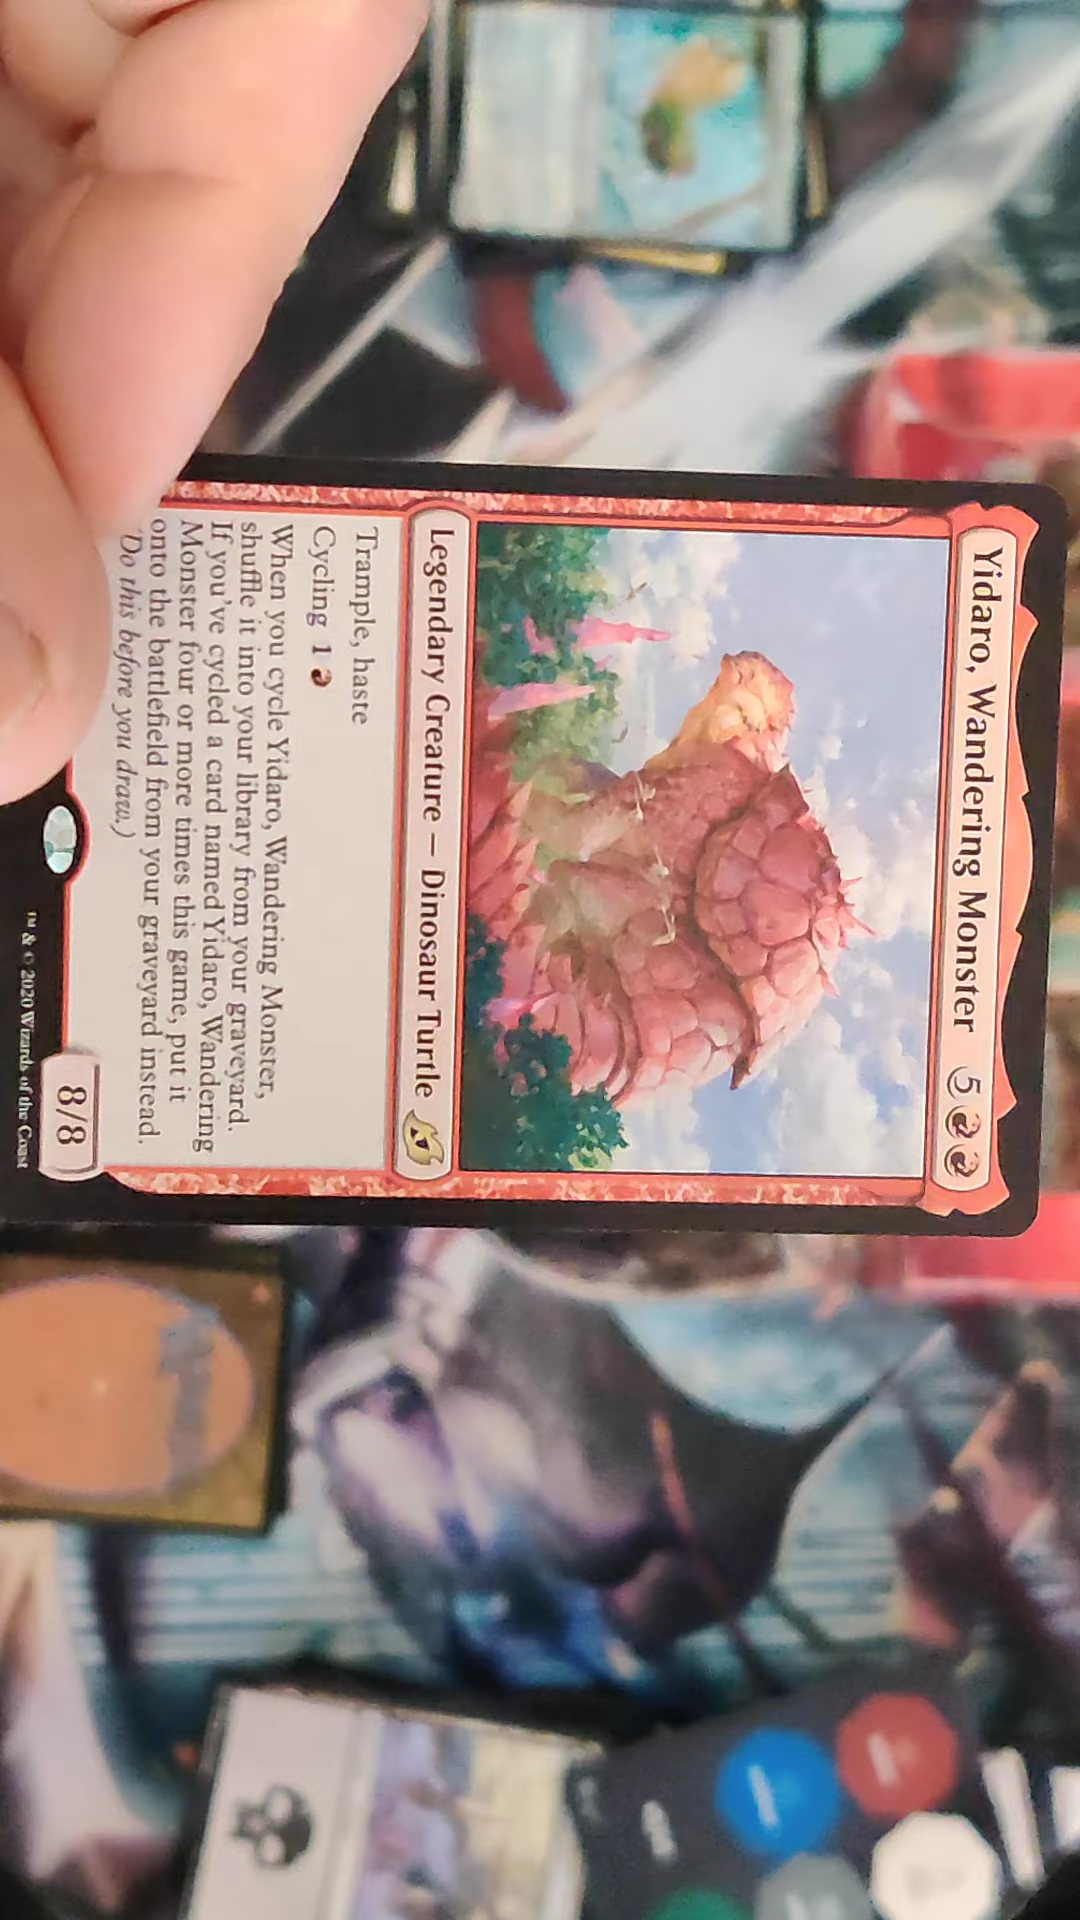 Yidaro, Wandering Monster 5
Legendary Creature — Dinosaur Turtle
Trample, haste
Cycling 1
When you cycle Yidaro, Wandering Monster,
shuffle it into your library from your graveyard.
If you've cycled a card named Yidaro, Wandering
Monster four or more times this game, put it
onto the battlefield from your graveyard instead.
(Do this before you draw.)
8/8
™ & © 2020 Wizards of the Coast